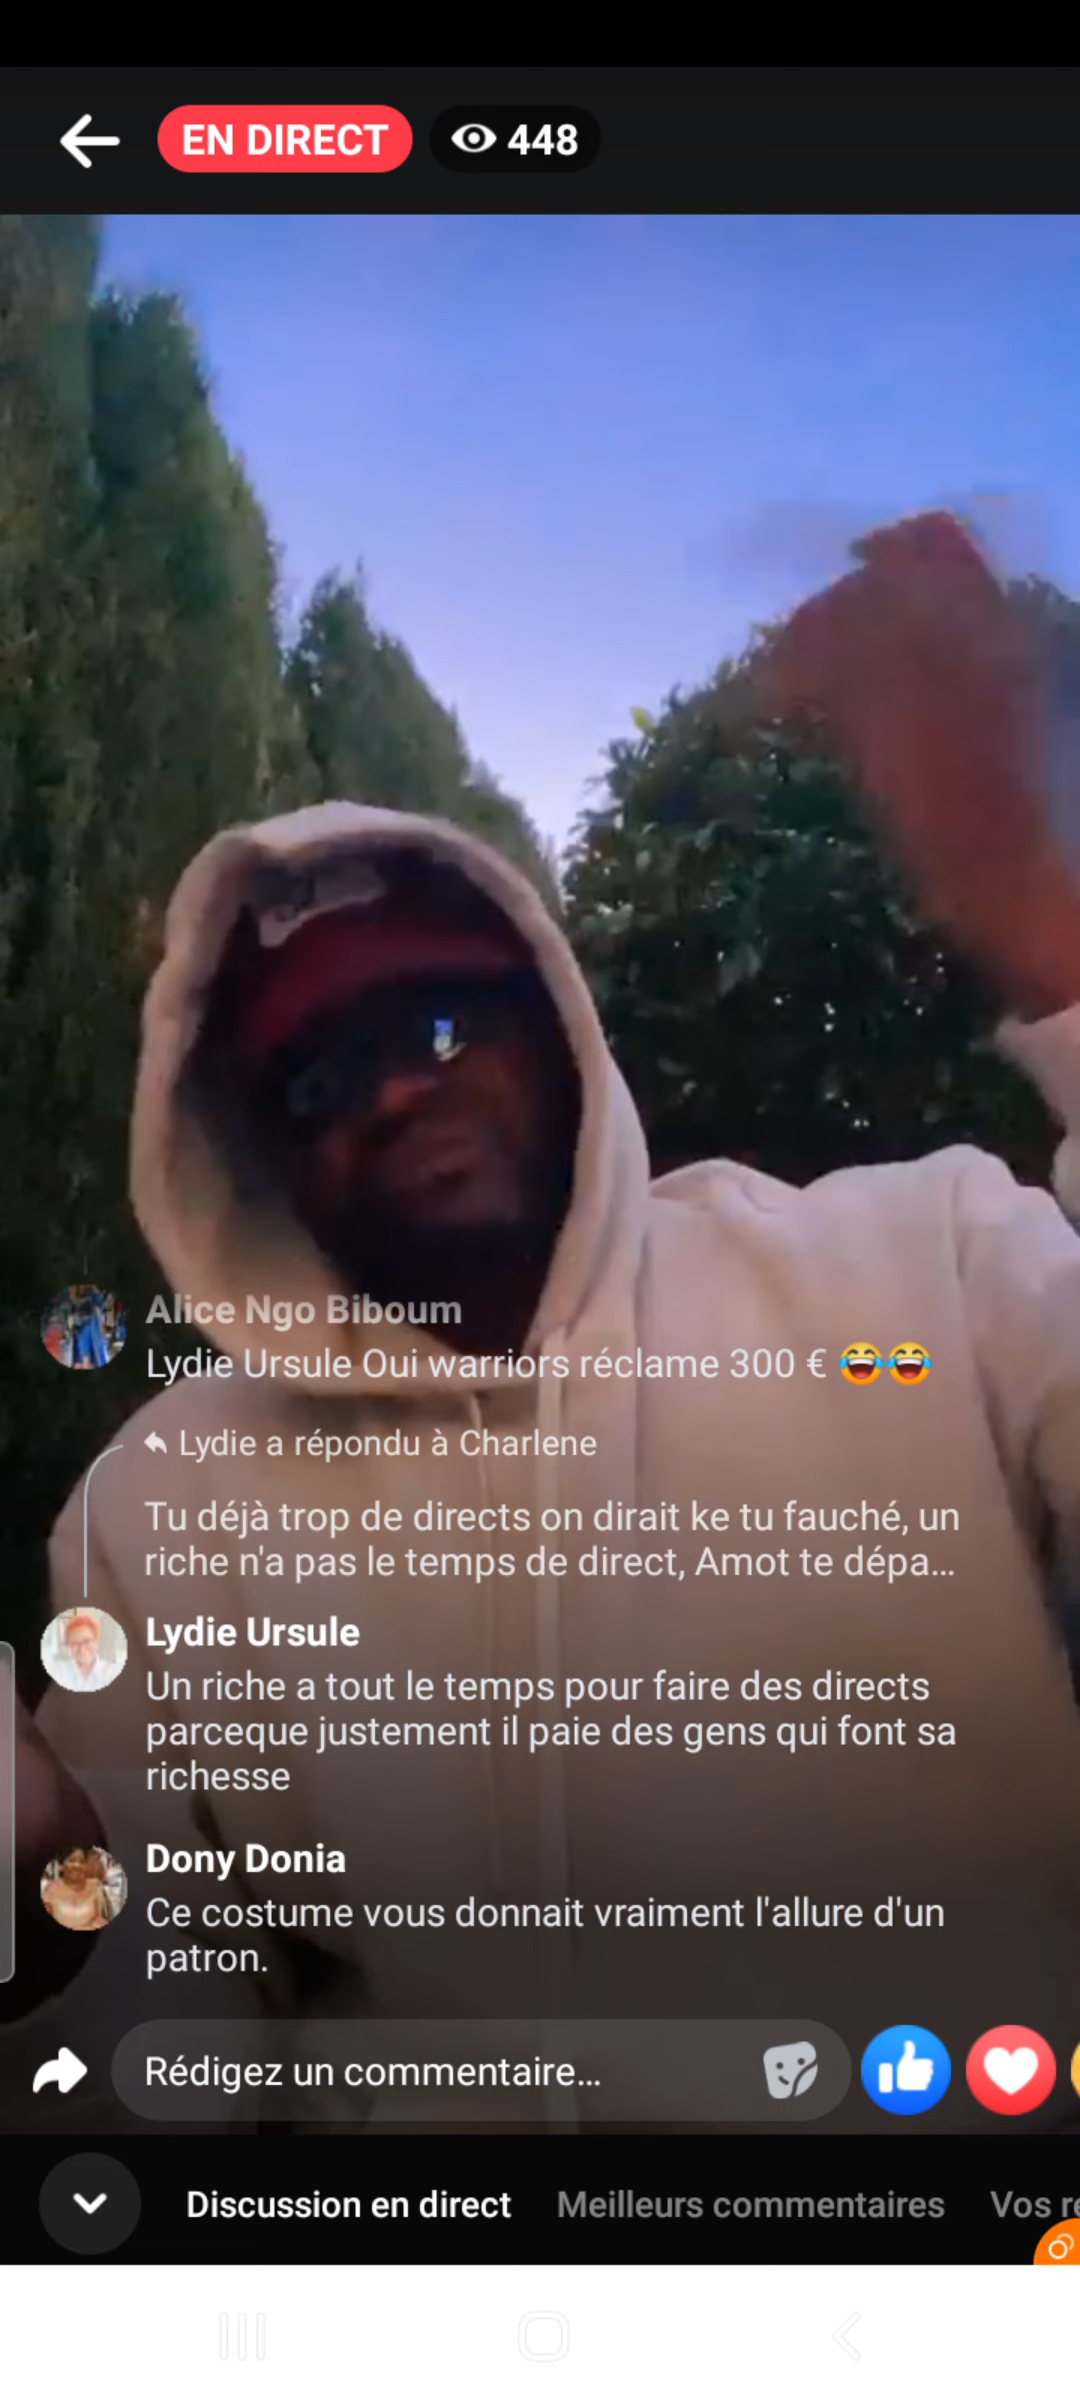 EN DIRECT 448
Alice Ngo Biboum
Lydie Ursule Oui warriors réclame 300 € 😂😂
Lydie a répondu à Charlene
Tu déjà trop de directs on dirait ke tu fauché, un
riche n'a pas le temps de direct, Amot te dépa...
Lydie Ursule
Un riche a tout le temps pour faire des directs
parceque justement il paie des gens qui font sa
richesse
Dony Donia
Ce costume vous donnait vraiment l'allure d'un
patron.
Rédigez un commentaire...
Discussion en direct Meilleurs commentaires Vos re